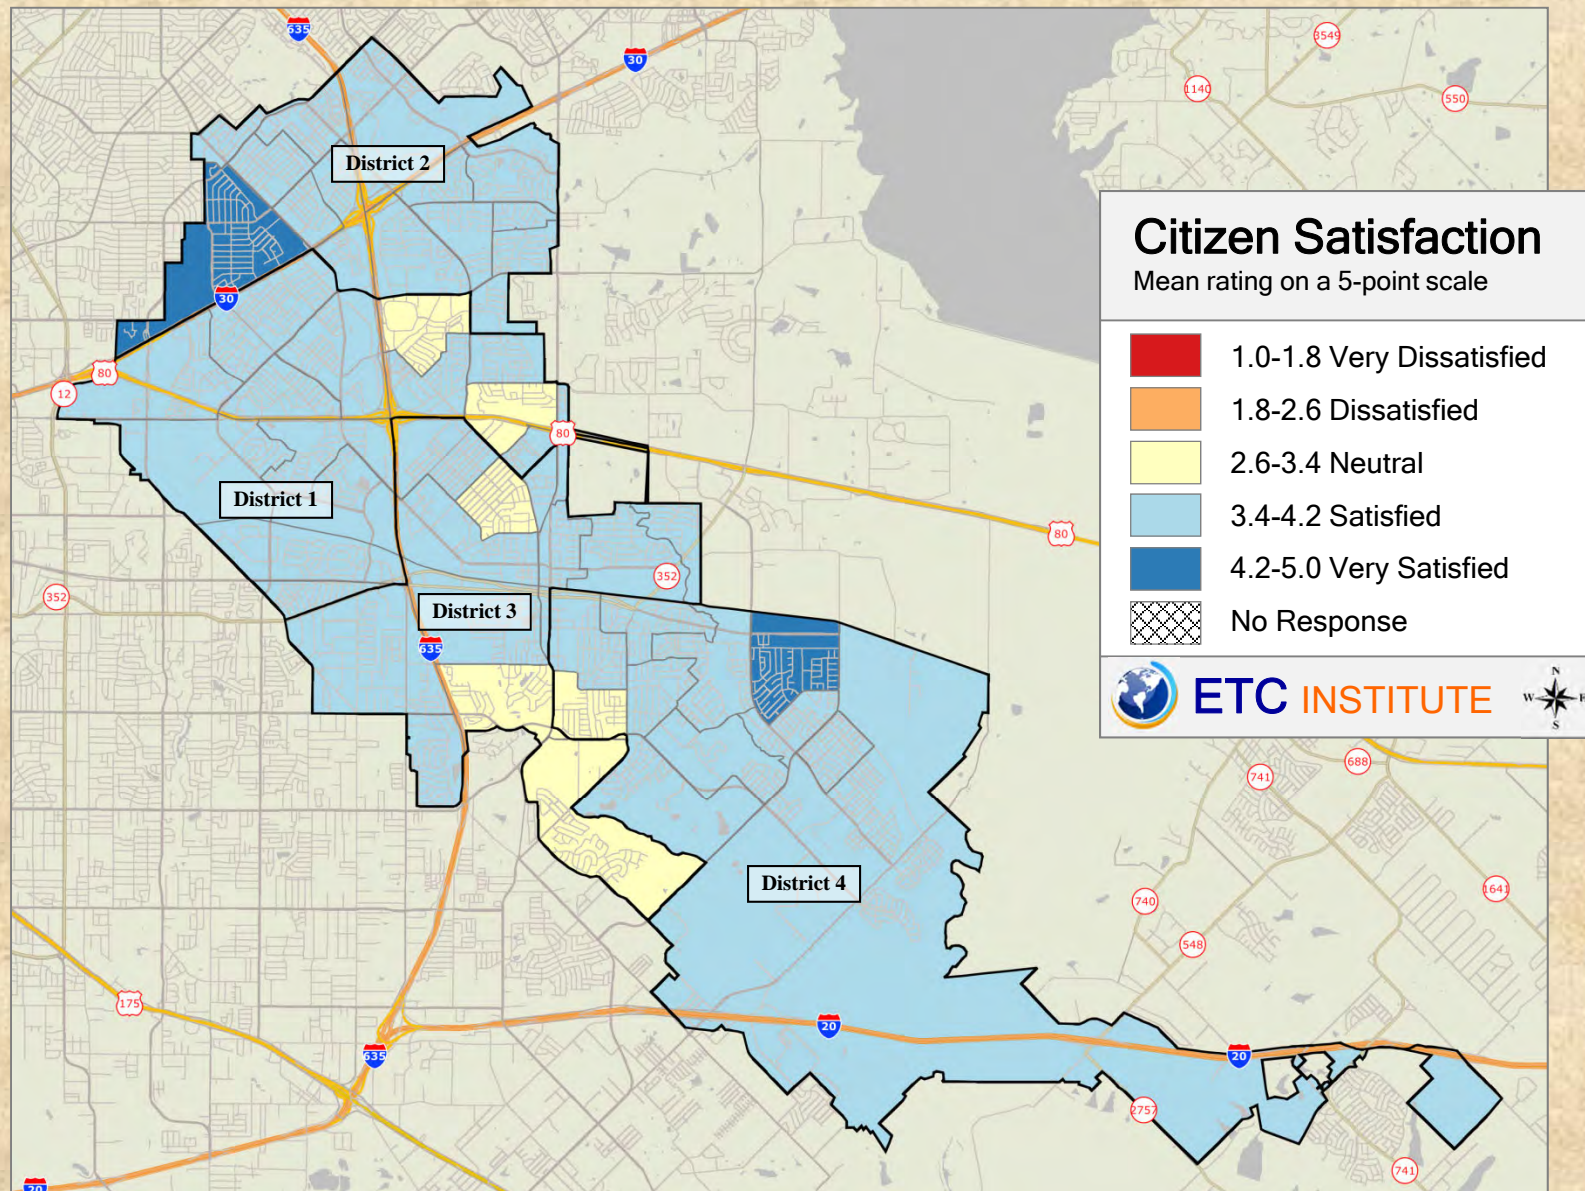 635
30
3549
1140
550
District 2
Citizen Satisfaction
Mean rating on a 5-point scale
30
1.0-1.8 Very Dissatisfied
80
12
1.8-2.6 Dissatisfied
80
2.6-3.4 Neutral
District 1
3.4-4.2 Satisfied
80
352
352
4.2-5.0 Very Satisfied
District 3
No Response
635
ETC INSTITUTE
N
W E
S
688
741
District 4
1641
740
548
175
20
635
20
2757
741
20